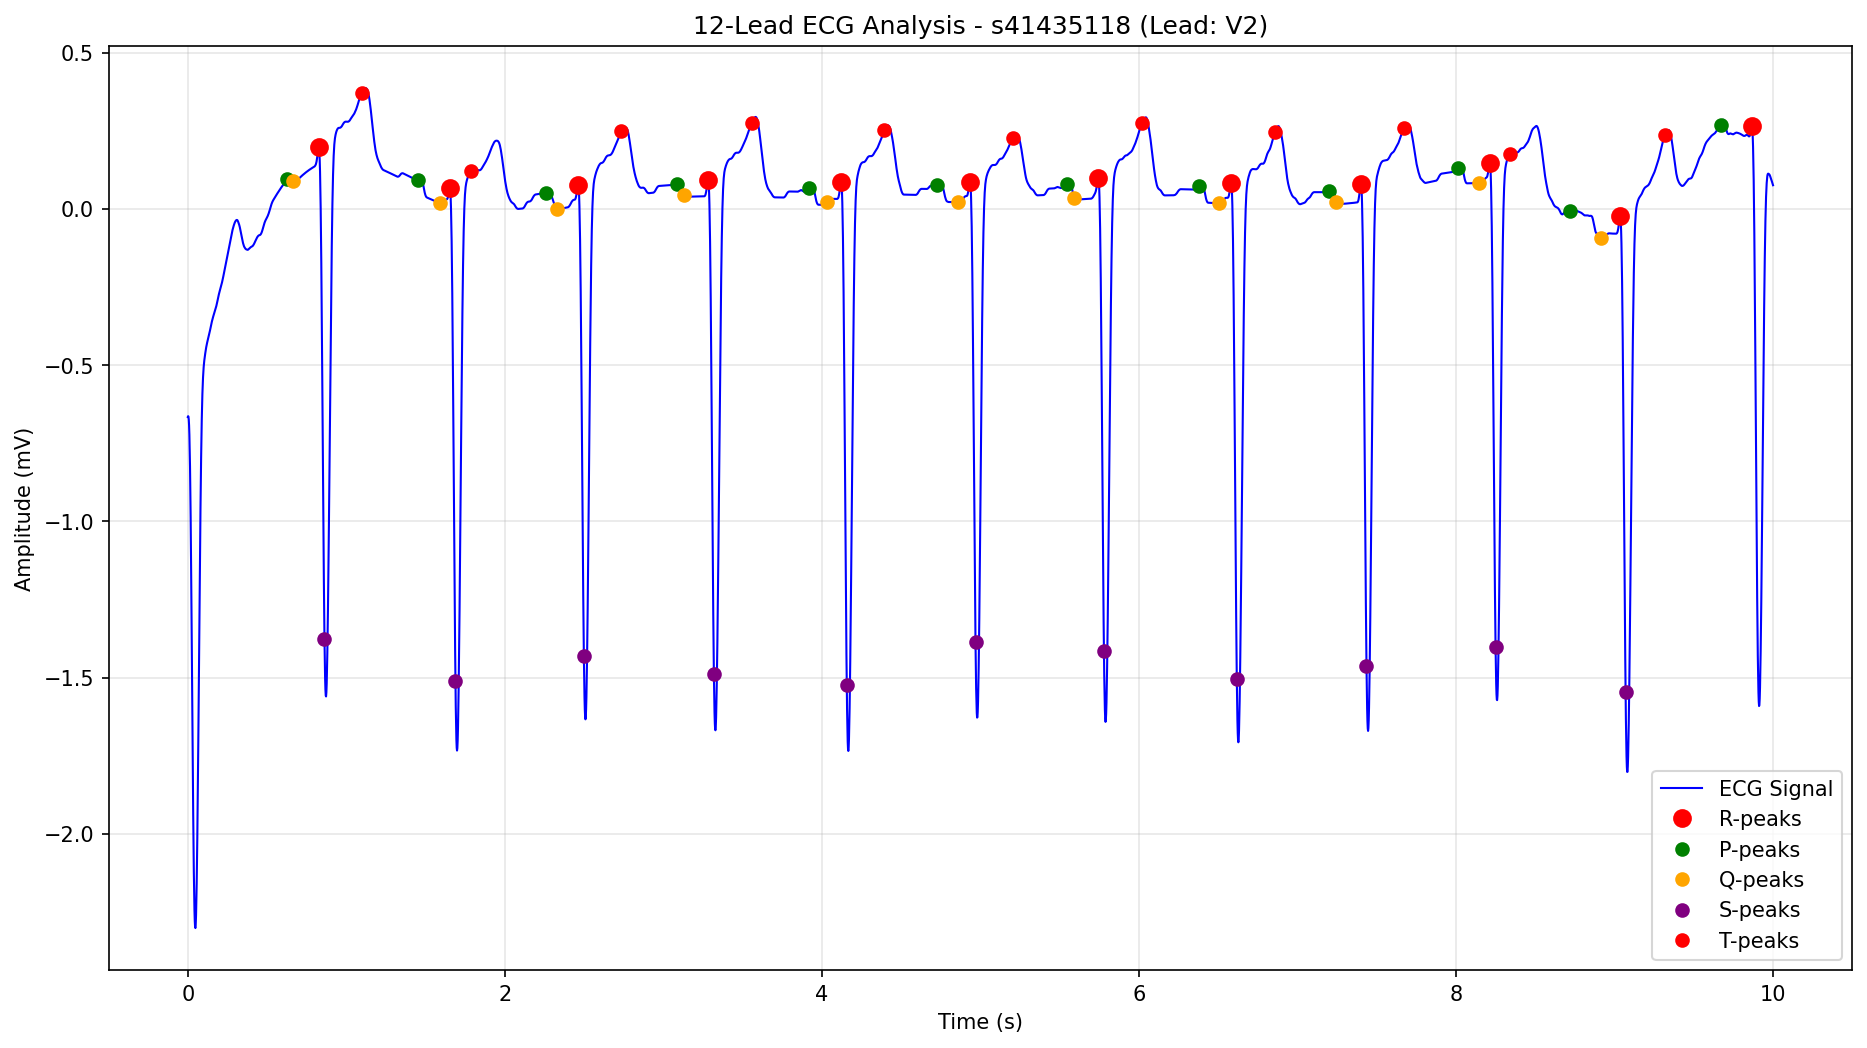 12-Lead ECG Analysis - s41435118 (Lead: V2)
0.5
0.0
−0.5
−1.0
−1.5
−2.0
Amplitude (mV)
0 2 4 6 8 10
Time (s)
ECG Signal
R-peaks
P-peaks
Q-peaks
S-peaks
T-peaks